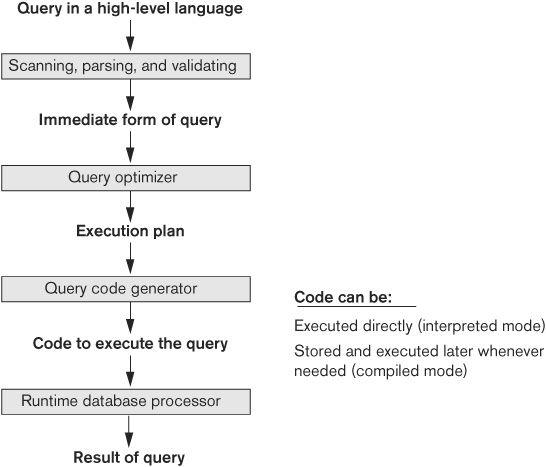 Query in a high-level language
Scanning, parsing, and validating
Immediate form of query
Query optimizer
Execution plan
Query code generator
Code to execute the query
Runtime database processor
Result of query
Code can be:
Executed directly (interpreted mode)
Stored and executed later whenever
needed (compiled mode)